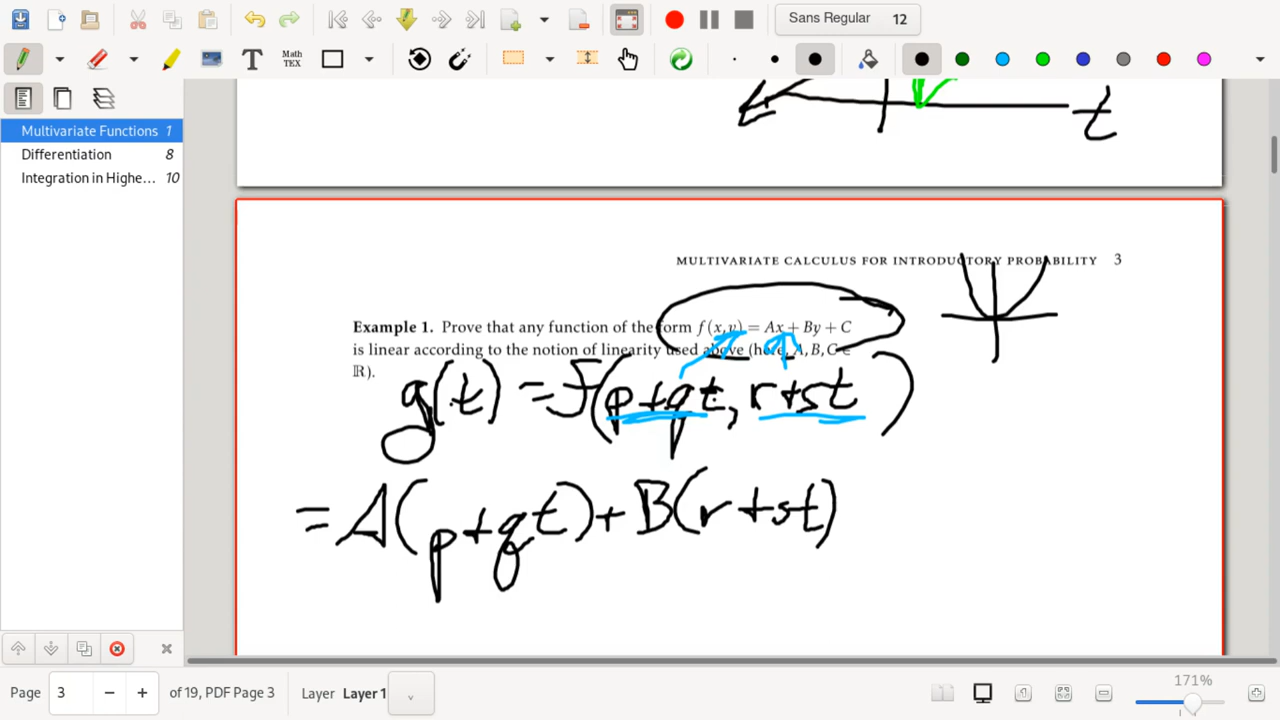 Sans Regular 12
T Math TEX
Multivariate Functions 1
Differentiation 8
Integration in Highe... 10
t
MULTIVARIATE CALCULUS FOR INTRODUCTORY PROBABILITY 3
Example 1. Prove that any function of the form f(x,y) = Ax + By + C
is linear according to the notion of linearity used above (here, A, B, C ∈
ℝ).
g(t) = f(p+qt, r+st)
= A(p+qt)+B(r+st)
Page 3 of 19, PDF Page 3 Layer Layer 1 171%